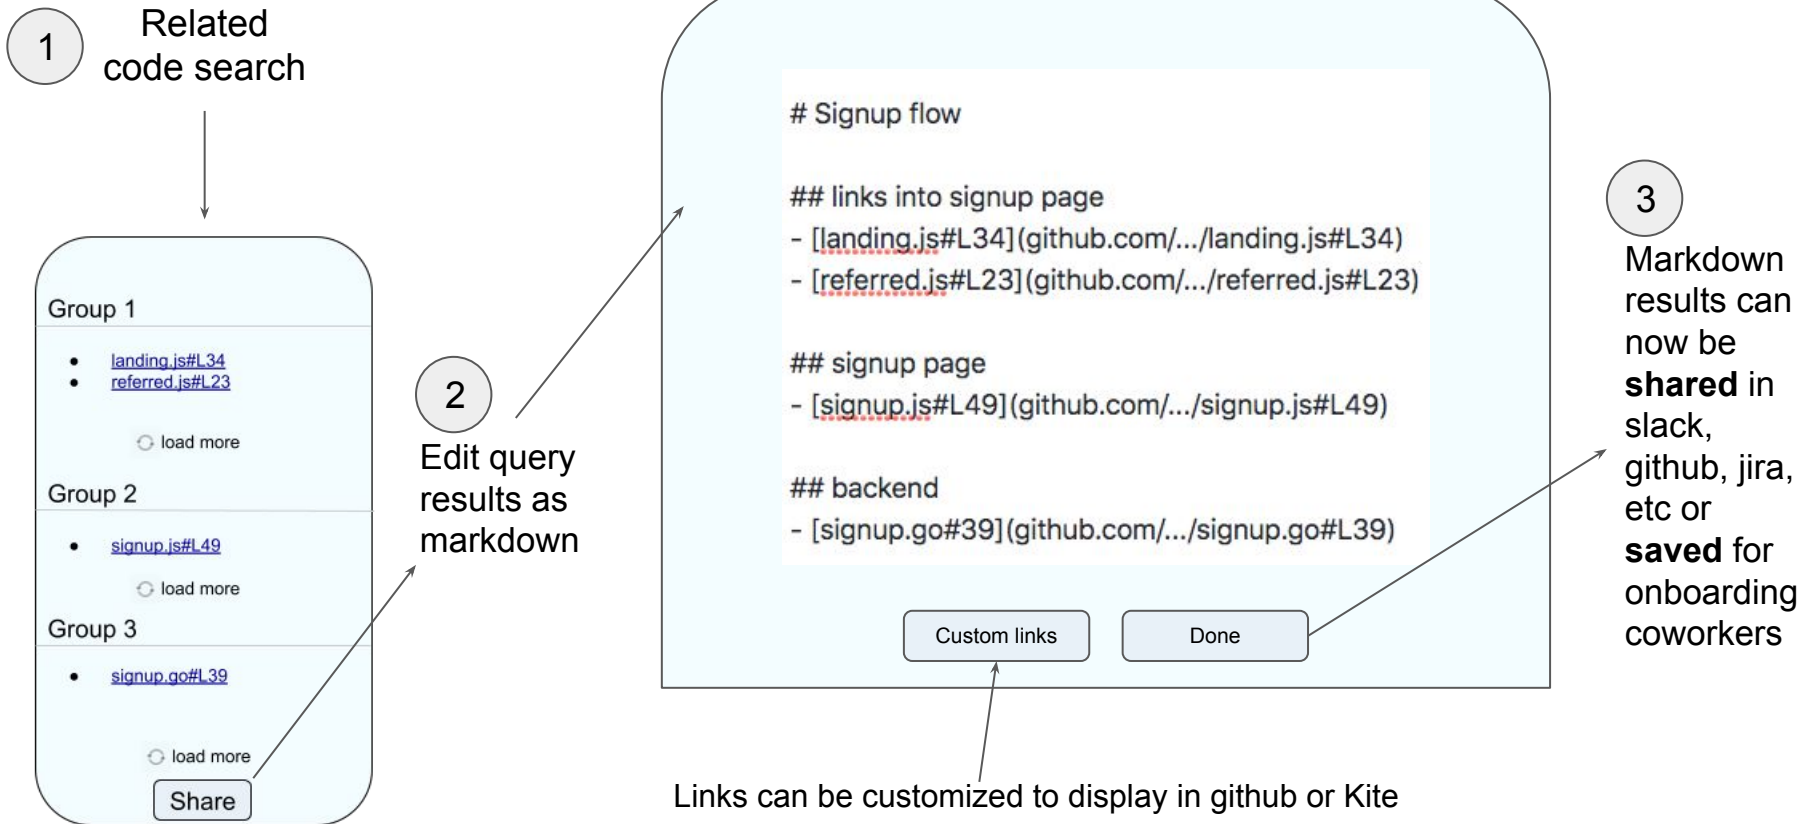 1
Related
code search
Group 1
landing.js#L34
referred.js#L23
load more
Group 2
signup.js#L49
load more
Group 3
signup.go#L39
load more
Share
2
Edit query
results as
markdown
# Signup flow
## links into signup page
- [landing.js#L34](github.com/.../landing.js#L34)
- [referred.js#L23](github.com/.../referred.js#L23)
## signup page
- [signup.js#L49](github.com/.../signup.js#L49)
## backend
- [signup.go#39](github.com/.../signup.go#L39)
Custom links
Done
Links can be customized to display in github or Kite
3
Markdown
results can
now be
shared in
slack,
github, jira,
etc or
saved for
onboarding
coworkers